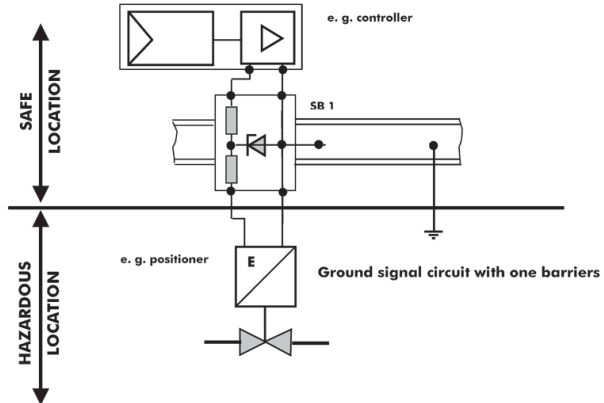 e. g. controller
SB 1
SAFE
LOCATION
e. g. positioner
E
Ground signal circuit with one barriers
HAZARDOUS
LOCATION